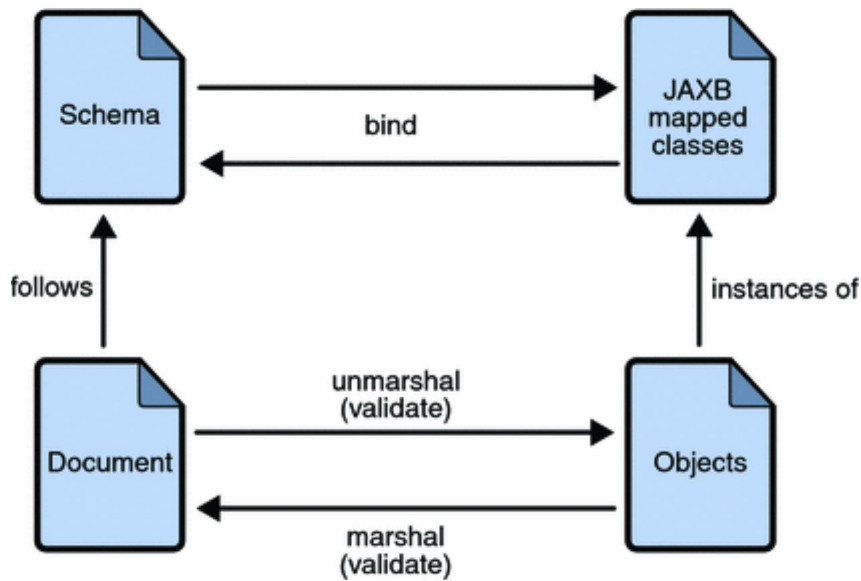 Schema
bind
JAXB
mapped
classes
follows
instances of
Document
unmarshal
(validate)
Objects
marshal
(validate)